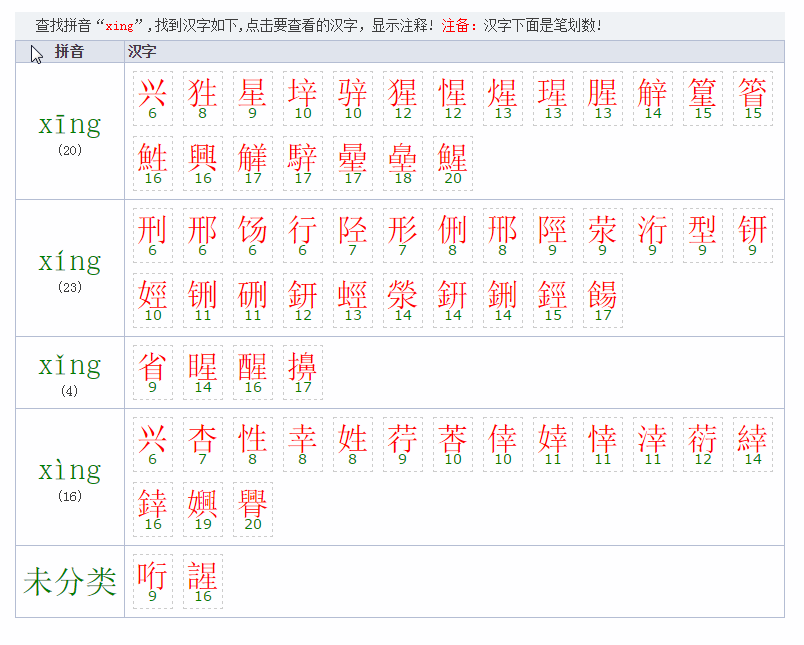 查找拼音“xing”,找到汉字如下,点击要查看的汉字，显示注释! 注备: 汉字下面是笔划数!
拼音 汉字
xīng
(20)
兴 狌 星 垶 骍 猩 惺 煋 瑆 腥 觪 篂 箵
6 8 9 10 10 12 12 13 13 13 14 15 15
鮏 興 觲 騂 曐 皨 鯹
16 16 17 17 17 18 20
xíng
(23)
刑 邢 饧 行 陉 形 侀 郉 陘 荥 洐 型 钘
6 6 6 6 7 7 8 8 9 9 9 9 9
娙 铏 硎 鈃 蛵 滎 銒 鉶 鋞 餳
10 11 11 12 13 14 14 14 15 17
xǐng
(4)
省 睲 醒 擤
9 14 16 17
xìng
(16)
兴 杏 性 幸 姓 荇 莕 倖 婞 悻 涬 葕 緈
6 7 8 8 8 9 10 10 11 11 11 12 14
嬹 臖
16 19 20
未分类
哘 謃
9 16